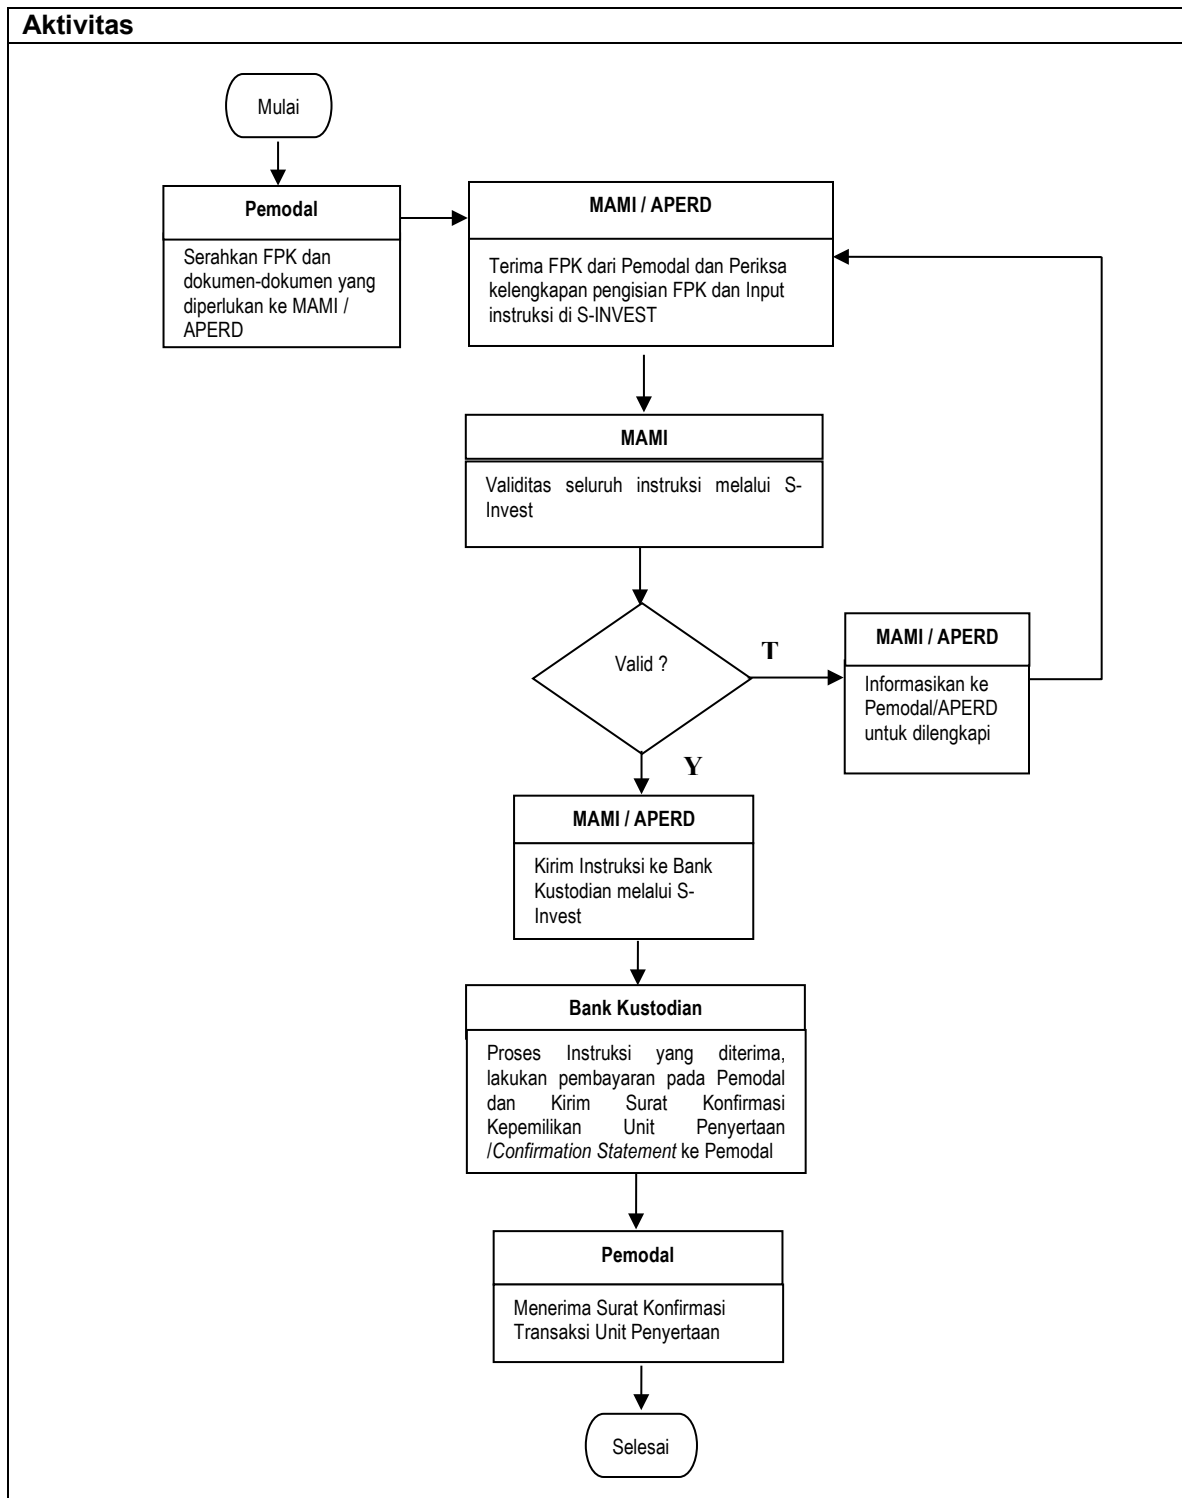 Aktivitas
Mulai
Pemodal
Serahkan FPK dan
dokumen-dokumen yang
diperlukan ke MAMI /
APERD
MAMI / APERD
Terima FPK dari Pemodal dan Periksa
kelengkapan pengisian FPK dan Input
instruksi di S-INVEST
MAMI
Validitas seluruh instruksi melalui S-
Invest
Valid ?
T
MAMI / APERD
Informasikan ke
Pemodal/APERD
untuk dilengkapi
Y
MAMI / APERD
Kirim Instruksi ke Bank
Kustodian melalui S-
Invest
Bank Kustodian
Proses Instruksi yang diterima,
lakukan pembayaran pada Pemodal
dan Kirim Surat Konfirmasi
Kepemilikan Unit Penyertaan
/Confirmation Statement ke Pemodal
Pemodal
Menerima Surat Konfirmasi
Transaksi Unit Penyertaan
Selesai